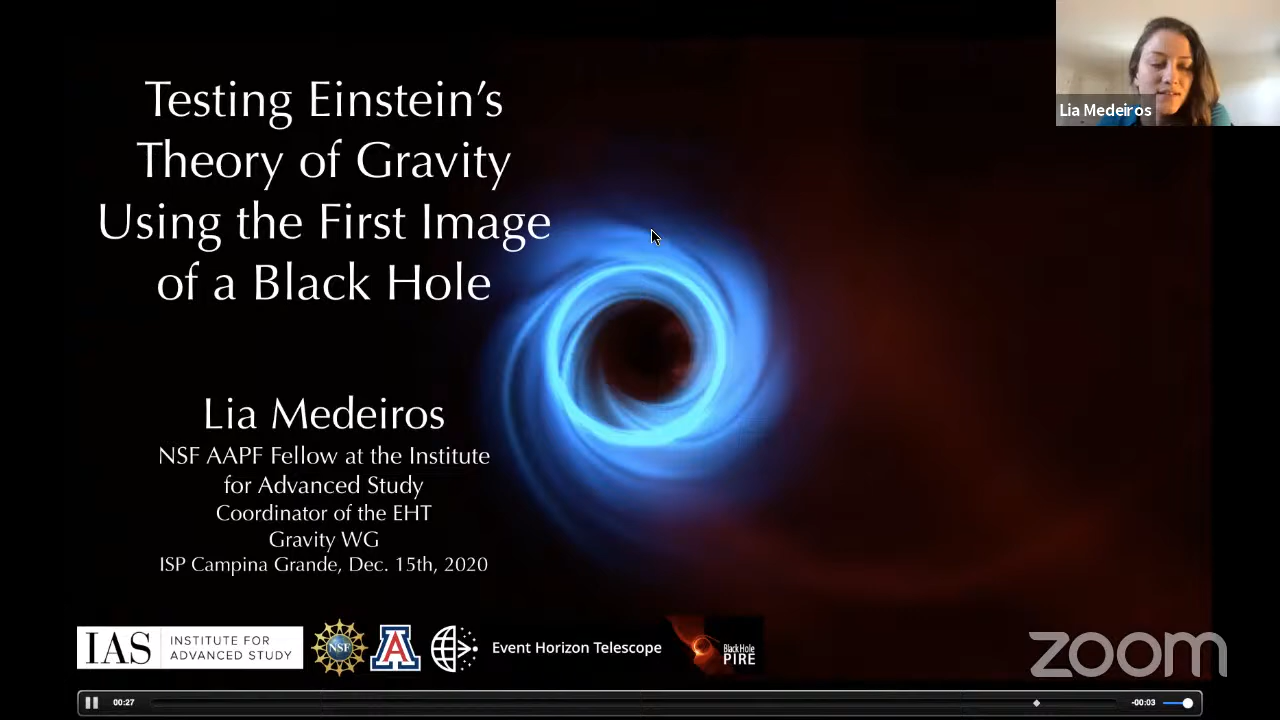 Testing Einstein's
Theory of Gravity
Using the First Image
of a Black Hole
Lia Medeiros
NSF AAPF Fellow at the Institute
for Advanced Study
Coordinator of the EHT
Gravity WG
ISP Campina Grande, Dec. 15th, 2020
IAS
INSTITUTE FOR
ADVANCED STUDY
NSF
A
Event Horizon Telescope
Black Hole
PIRE
Lia Medeiros
zoom
00:27
-00:03